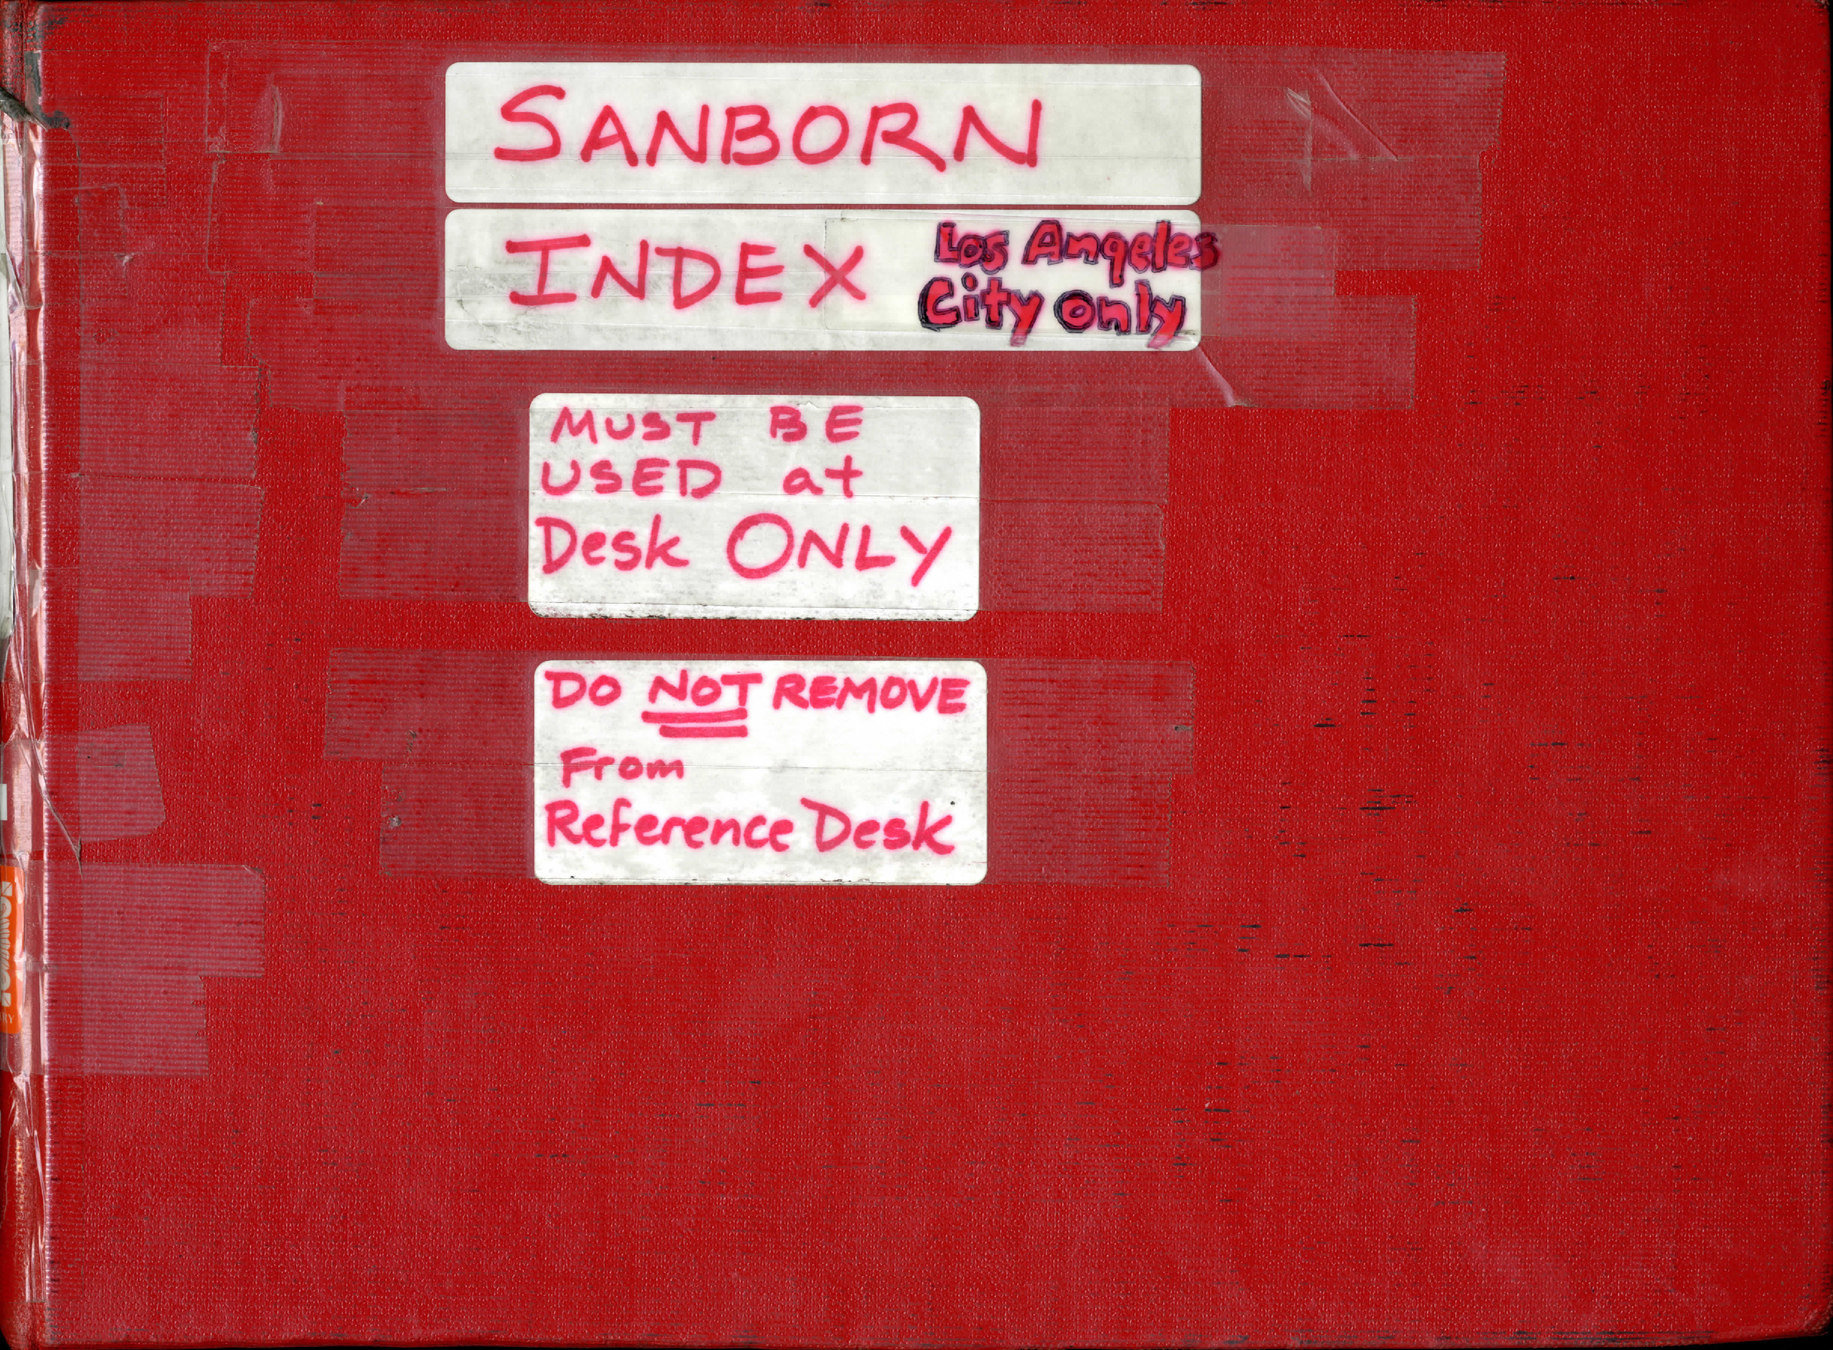 SANBORN
INDEX
Los Angeles
City Only
MUST BE
USED at
Desk ONLY
DO NOT REMOVE
From
Reference Desk